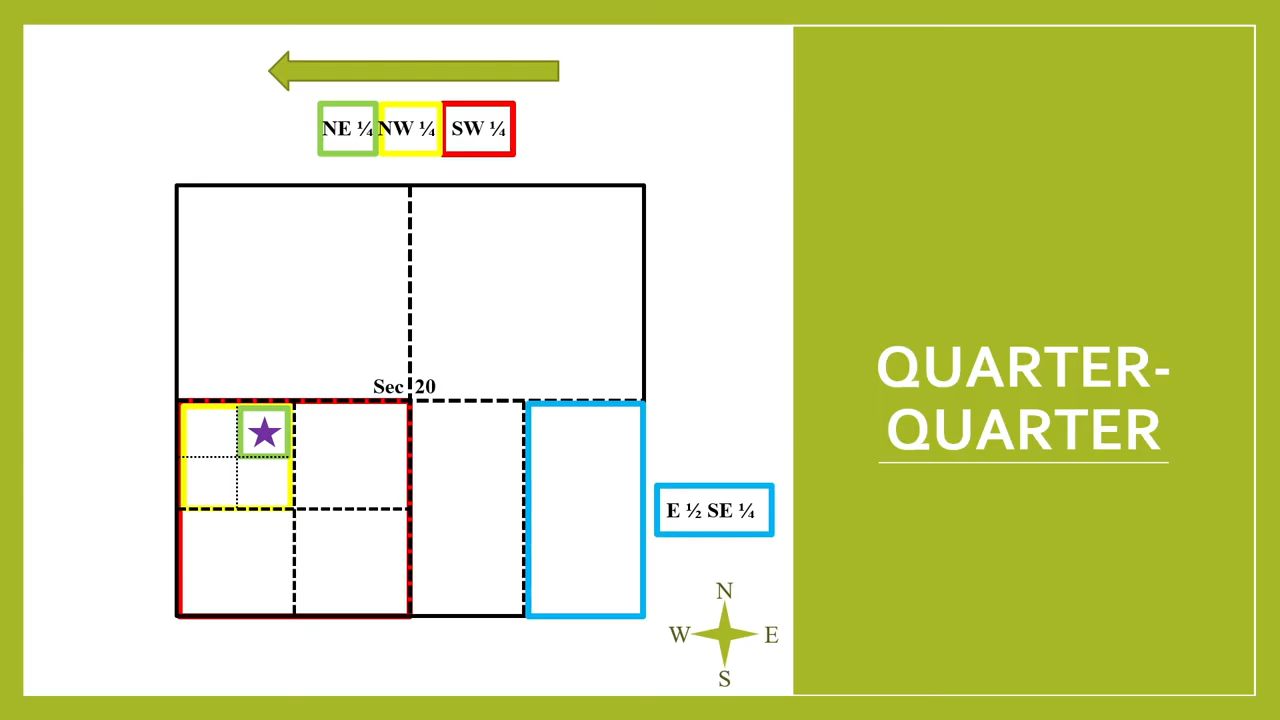 NE ¼ NW ¼ SW ¼
Sec 20
E ½ SE ¼
N
W E
S
QUARTER-
QUARTER